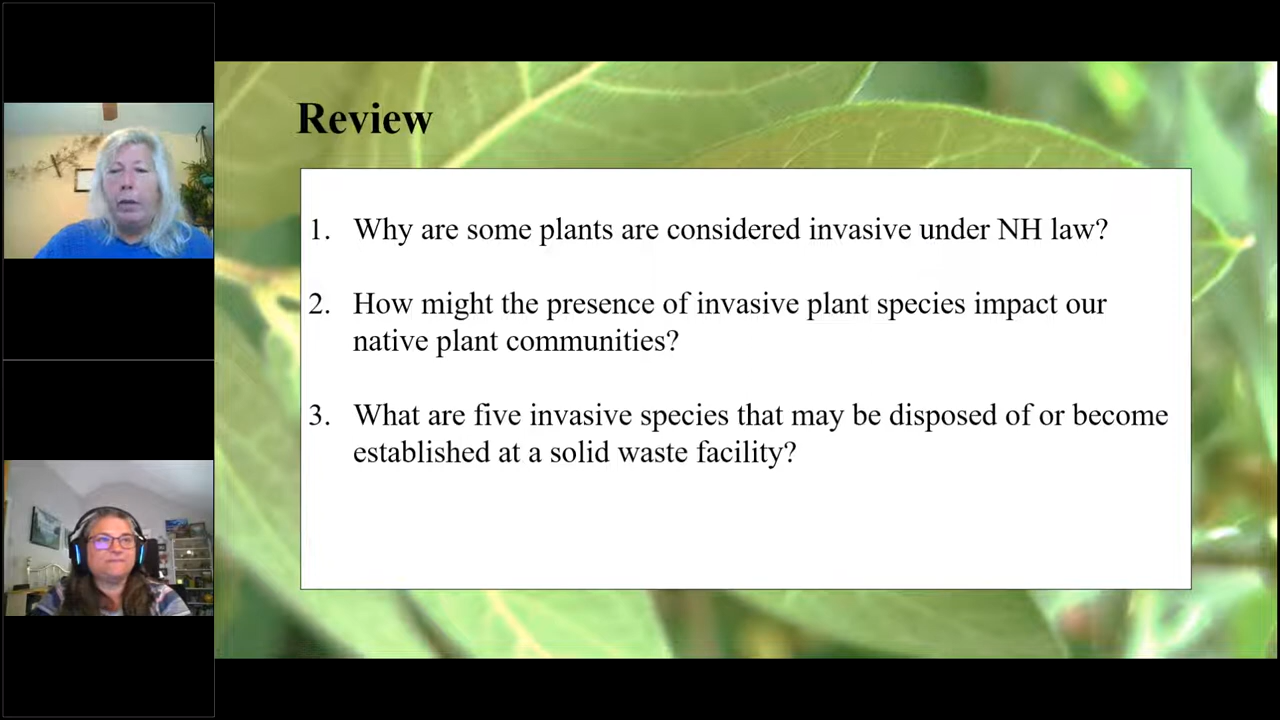 Review
1. Why are some plants are considered invasive under NH law?
2. How might the presence of invasive plant species impact our
native plant communities?
3. What are five invasive species that may be disposed of or become
established at a solid waste facility?